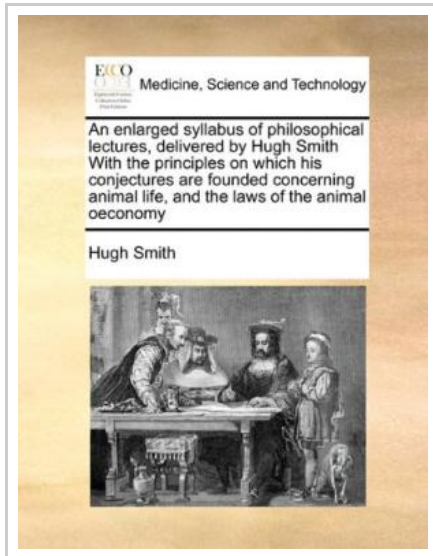 ECCO
Medicine, Science and Technology
An enlarged syllabus of philosophical
lectures, delivered by Hugh Smith
With the principles on which his
conjectures are founded concerning
animal life, and the laws of the animal
oeconomy
Hugh Smith